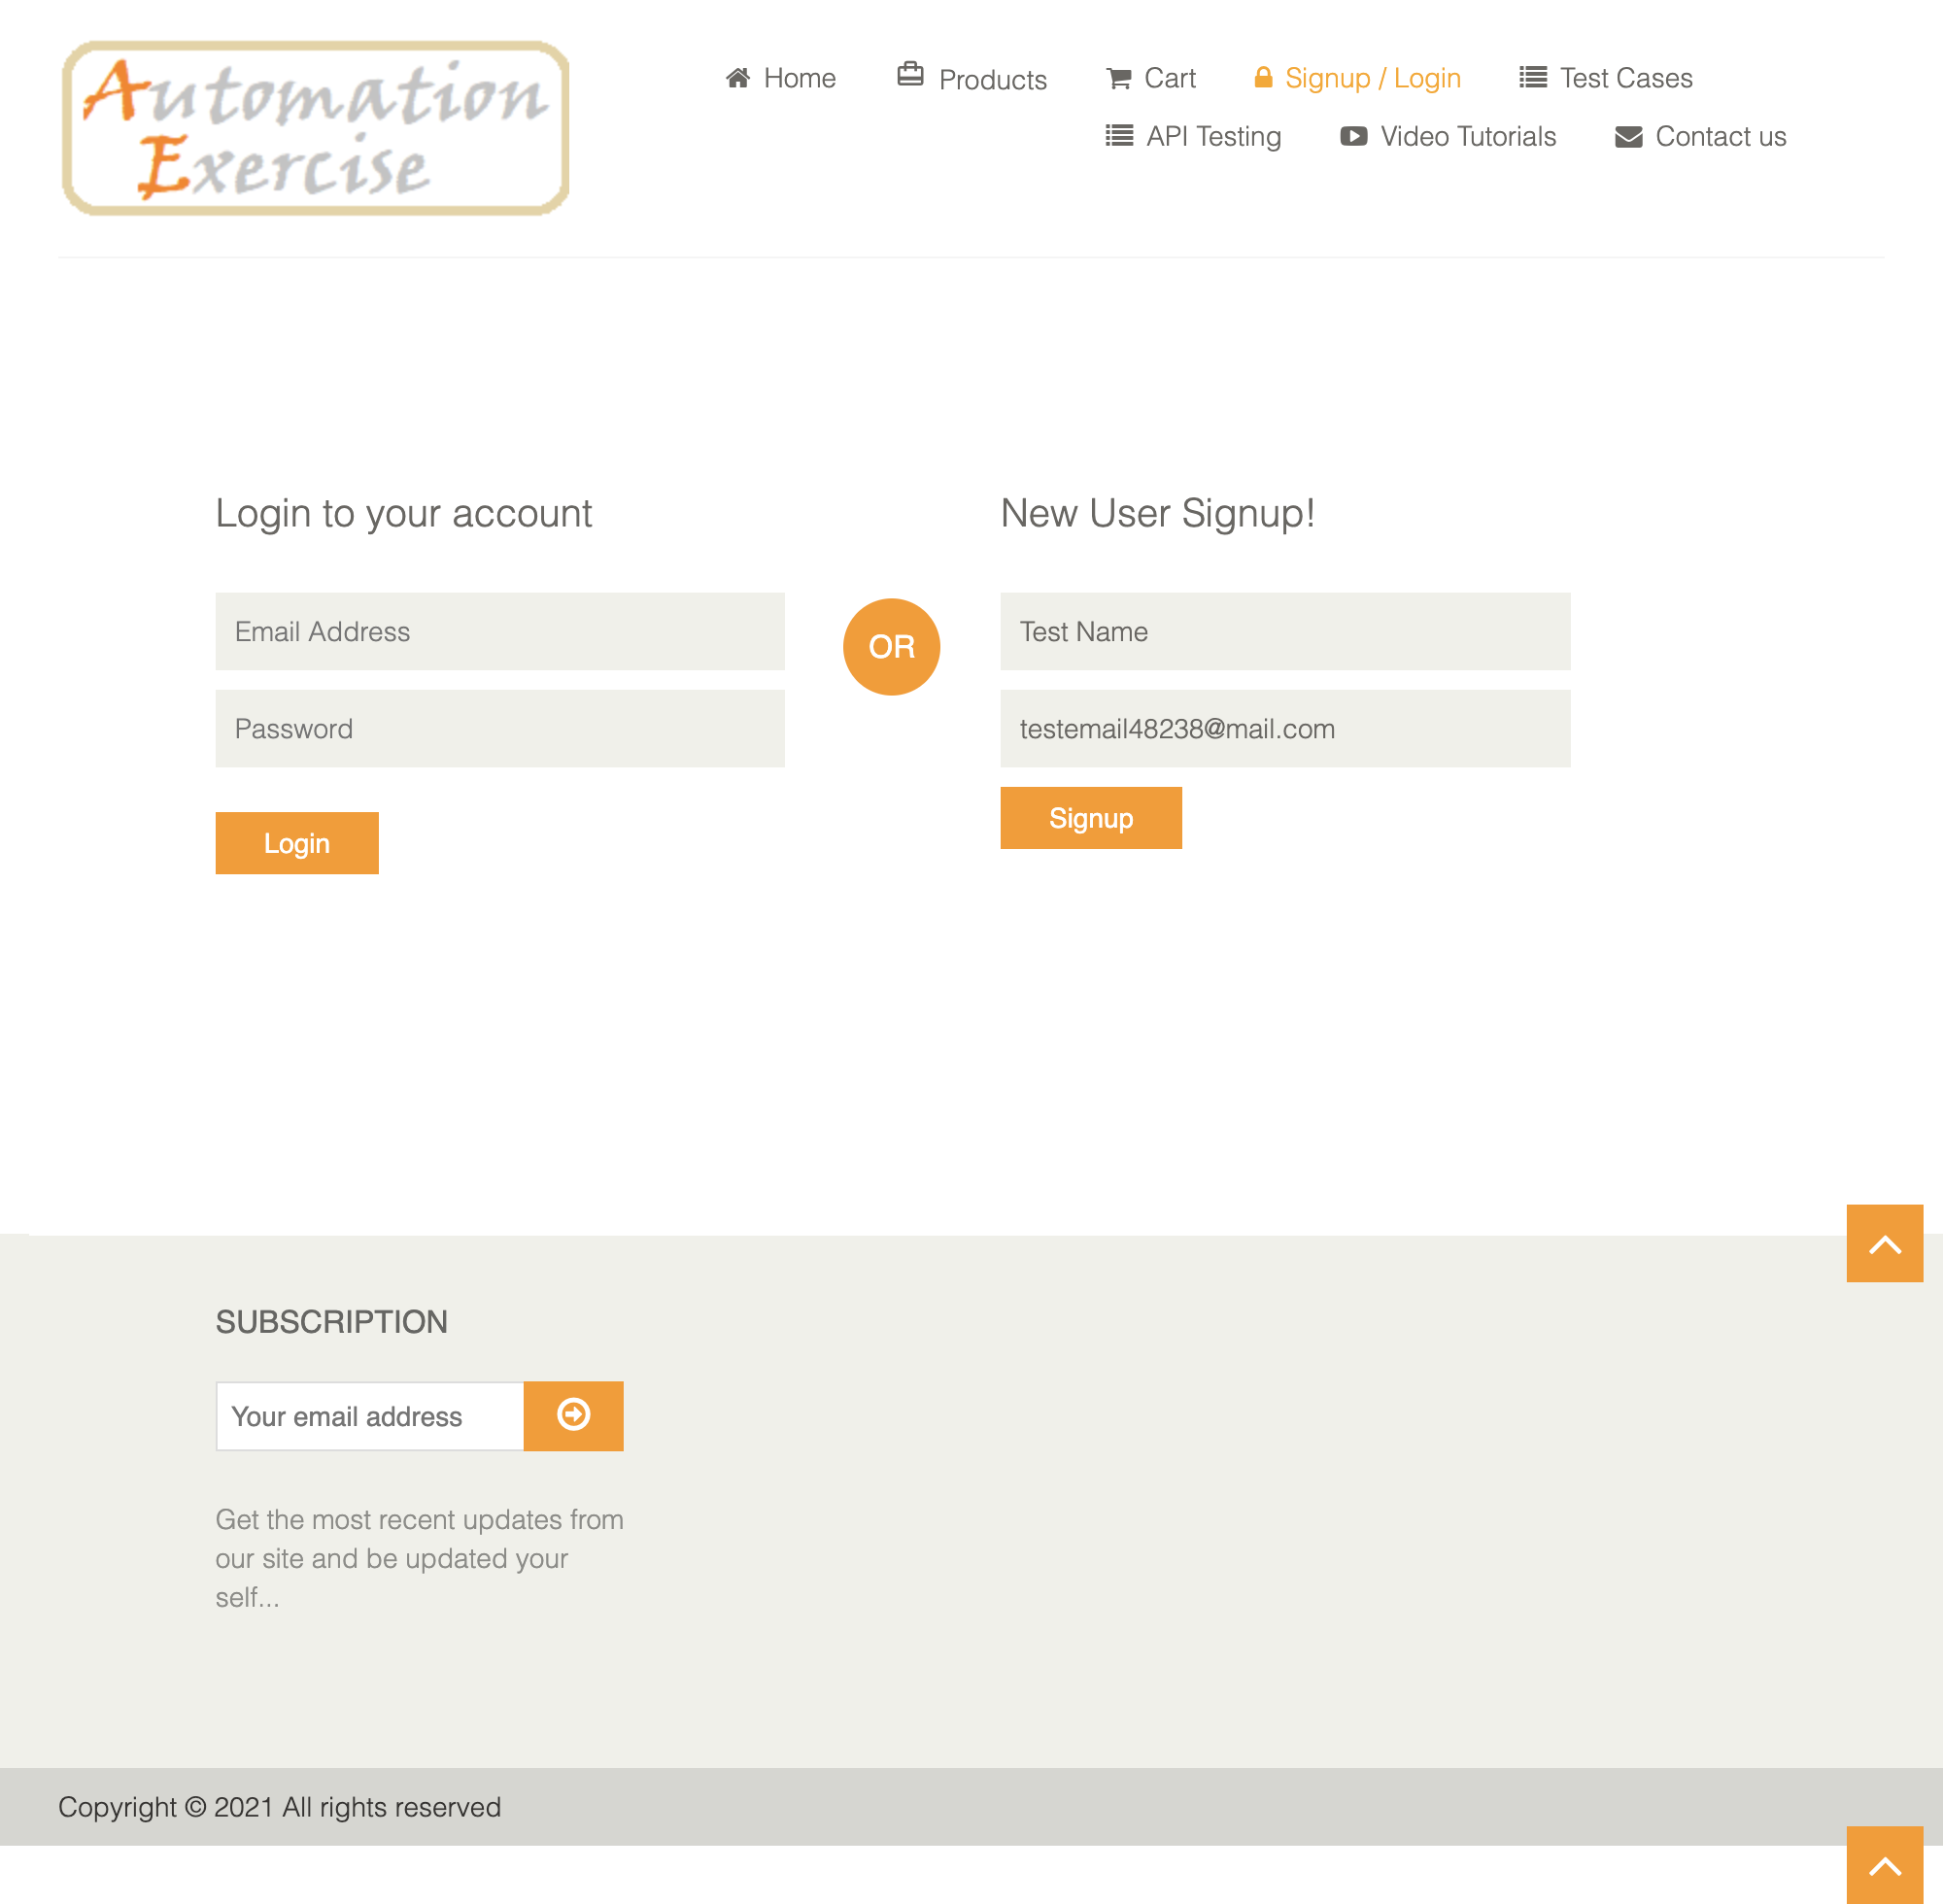 Automation
Exercise
Home Products Cart Signup / Login Test Cases
API Testing Video Tutorials Contact us
Login to your account
Email Address
Password
Login
OR
New User Signup!
Test Name
testemail48238@mail.com
Signup
SUBSCRIPTION
Your email address
Get the most recent updates from
our site and be updated your
self...
Copyright © 2021 All rights reserved